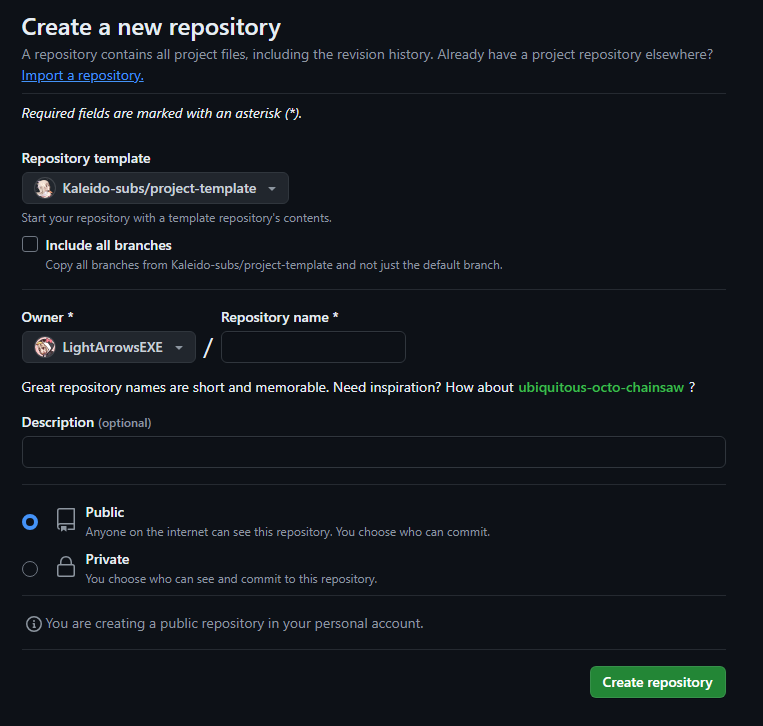 Create a new repository
A repository contains all project files, including the revision history. Already have a project repository elsewhere?
Import a repository.
Required fields are marked with an asterisk (*).
Repository template
Kaleido-subs/project-template
Start your repository with a template repository's contents.
Include all branches
Copy all branches from Kaleido-subs/project-template and not just the default branch.
Owner * Repository name *
LightArrowsEXE /
Great repository names are short and memorable. Need inspiration? How about ubiquitous-octo-chainsaw ?
Description (optional)
Public
Anyone on the internet can see this repository. You choose who can commit.
Private
You choose who can see and commit to this repository.
You are creating a public repository in your personal account.
Create repository